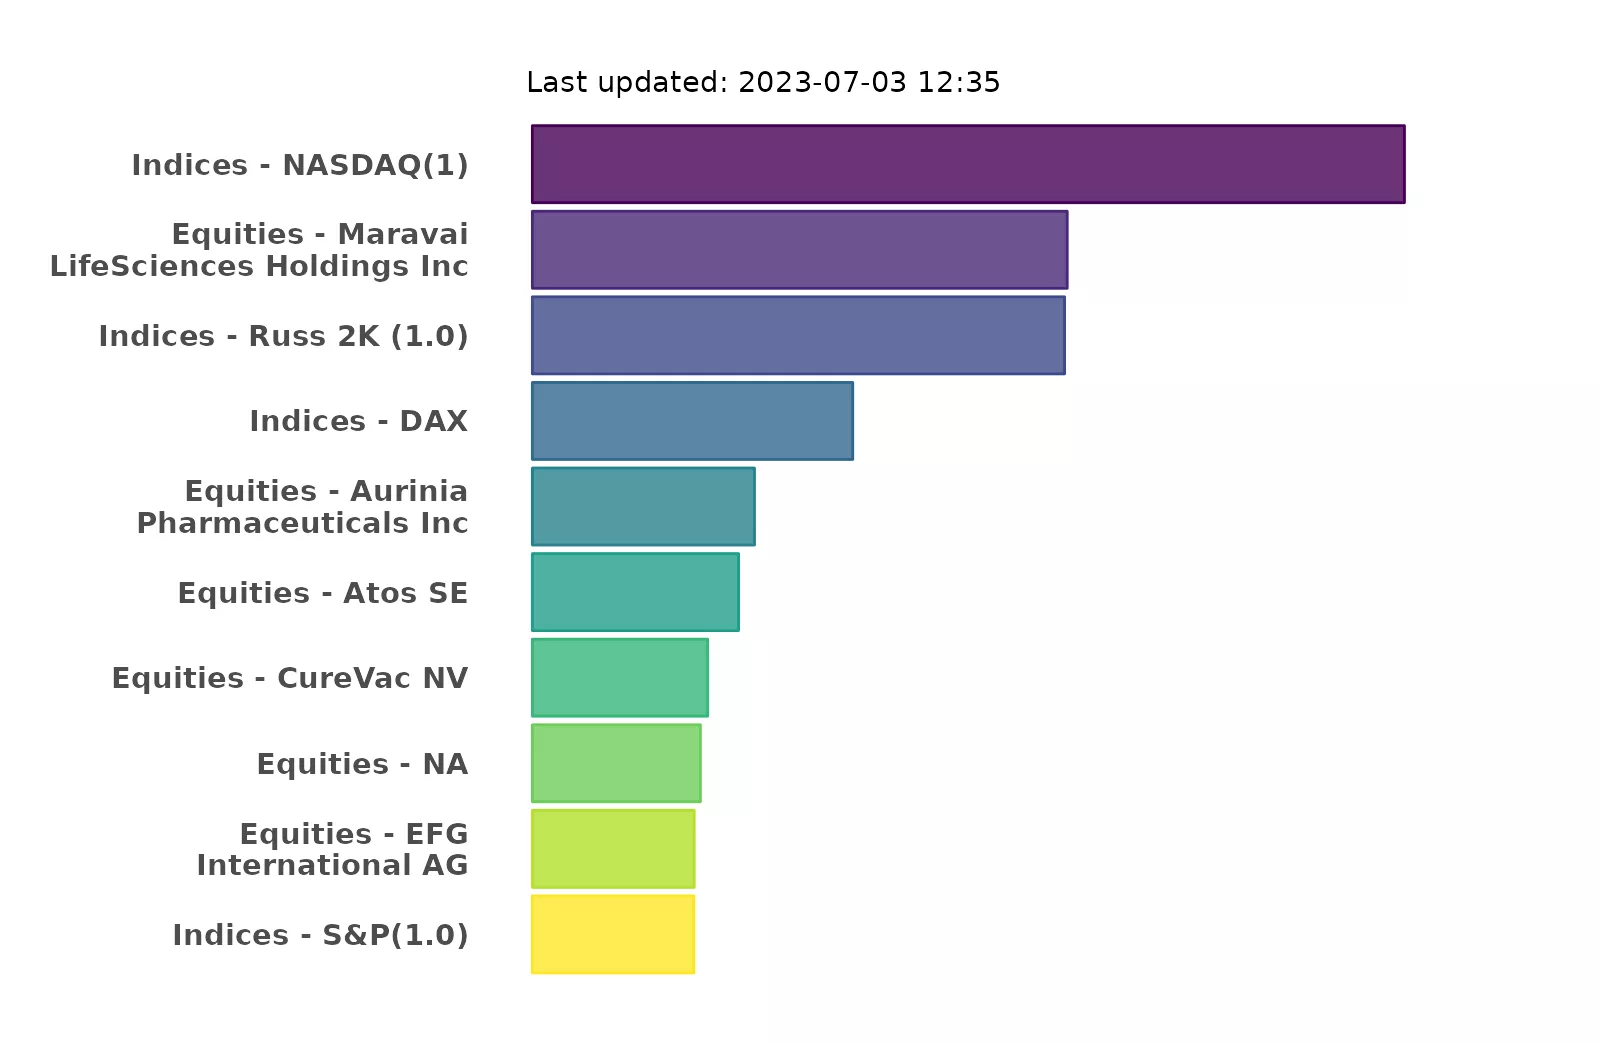 Last updated: 2023-07-03 12:35
Indices - NASDAQ(1)
Equities - Maravai
LifeSciences Holdings Inc
Indices - Russ 2K (1.0)
Indices - DAX
Equities - Aurinia
Pharmaceuticals Inc
Equities - Atos SE
Equities - CureVac NV
Equities - NA
Equities - EFG
International AG
Indices - S&P(1.0)